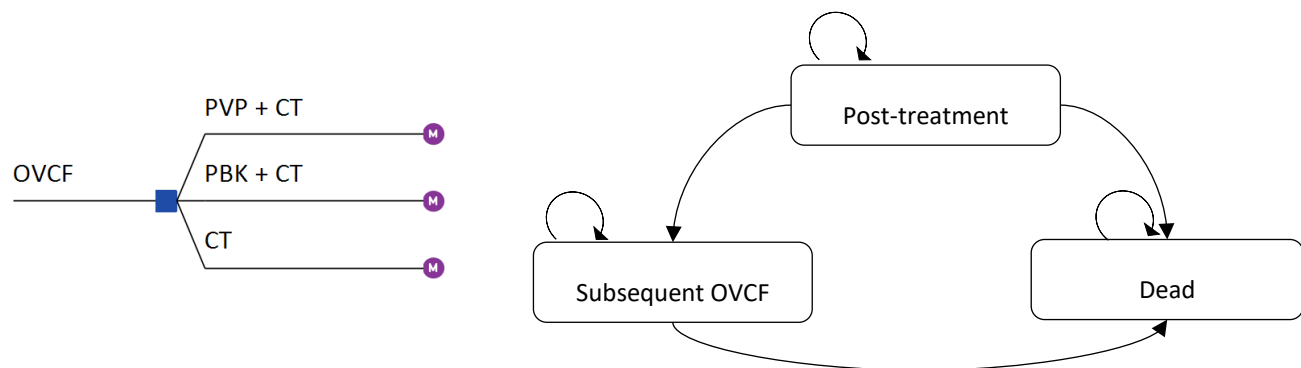 PVP + CT
M
OVCF
PBK + CT
M
CT
M
Post-treatment
Subsequent OVCF
Dead